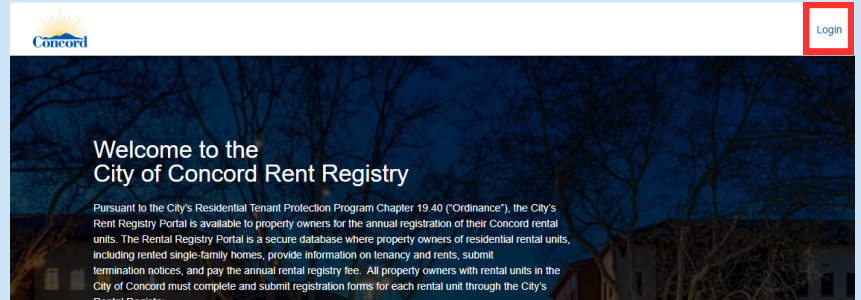 Concord
Login
Welcome to the
City of Concord Rent Registry
Pursuant to the City's Residential Tenant Protection Program Chapter 19.40 ("Ordinance"), the City's
Rent Registry Portal is available to property owners for the annual registration of their Concord rental
units. The Rental Registry Portal is a secure database where property owners of residential rental units,
including rented single-family homes, provide information on tenancy and rents, submit
termination notices, and pay the annual rental registry fee. All property owners with rental units in the
City of Concord must complete and submit registration forms for each rental unit through the City's
Rental Registry